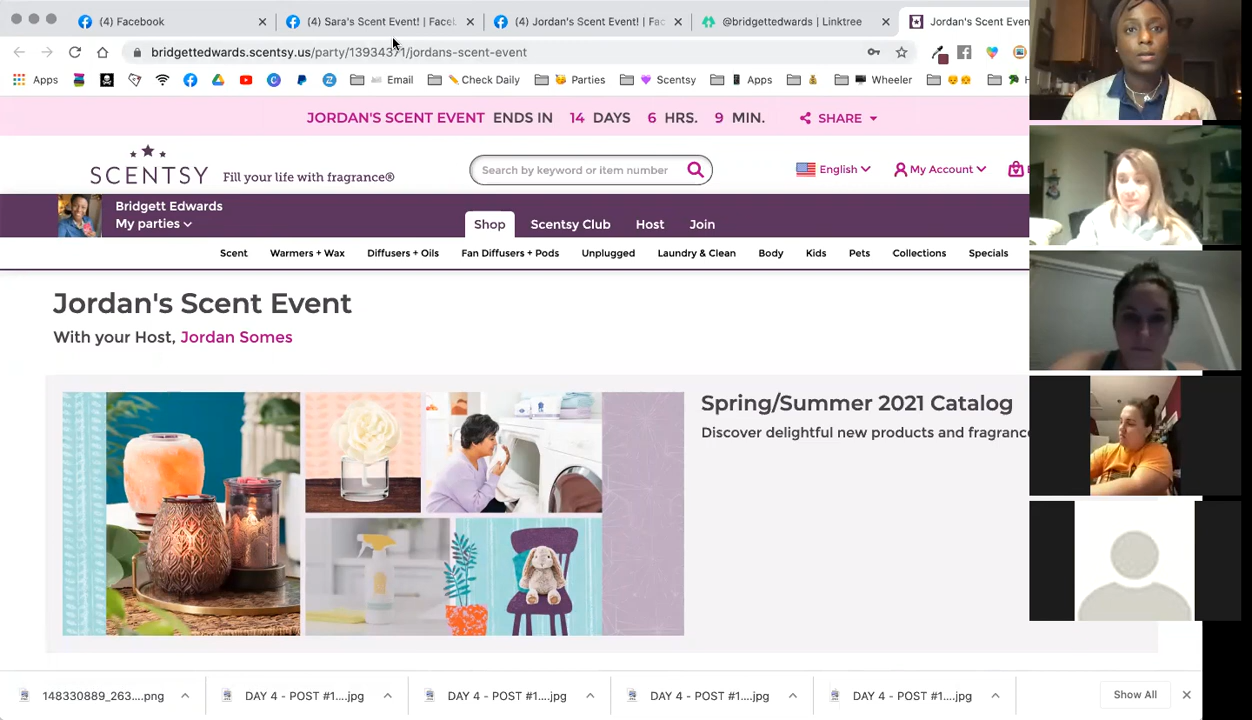 (4) Facebook
(4) Sara's Scent Event! | Face
(4) Jordan's Scent Event! | Fac
@bridgettedwards | Linktree
Jordan's Scent Even
bridgettedwards.scentsy.us/party/13934371/jordans-scent-event
Apps
Email
Check Daily
Parties
Scentsy
Apps
Wheeler
H
JORDAN'S SCENT EVENT ENDS IN 14 DAYS 6 HRS. 9 MIN. SHARE
SCENTSY Fill your life with fragrance®
Search by keyword or item number
English
My Account
Bridgett Edwards
My parties
Shop Scentsy Club Host Join
Scent Warmers + Wax Diffusers + Oils Fan Diffusers + Pods Unplugged Laundry & Clean Body Kids Pets Collections Specials
Jordan's Scent Event
With your Host, Jordan Somes
Spring/Summer 2021 Catalog
Discover delightful new products and fragranc
148330889_263....png
DAY 4 - POST #1....jpg
DAY 4 - POST #1....jpg
DAY 4 - POST #1....jpg
DAY 4 - POST #1....jpg
Show All